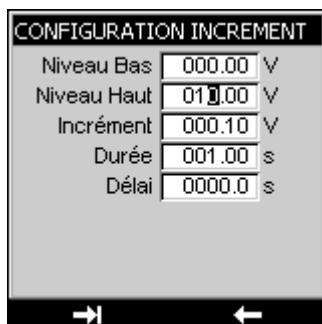 CONFIGURATION INCREMENT
Niveau Bas 000.00 V
Niveau Haut 010.00 V
Incrément 000.10 V
Durée 001.00 s
Délai 0000.0 s